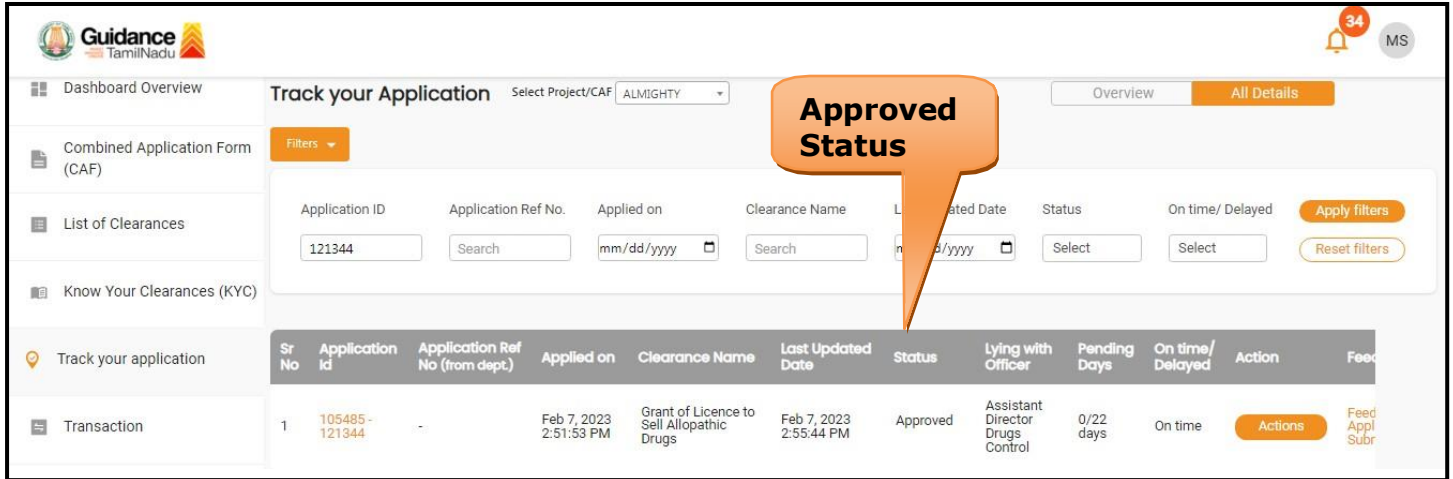 Guidance
TamilNadu
34
MS
Dashboard Overview
Track your Application Select Project/CAF ALMIGHTY
Overview All Details
Approved
Status
Combined Application Form
(CAF)
Filters
List of Clearances
Application ID Application Ref No. Applied on Clearance Name Date Status On time/ Delayed Apply filters
121344 Search mm/dd/yyyy Search Select Select Reset filters
Know Your Clearances (KYC)
Track your application
Sr No Application Id Application Ref No (from dept.) Applied on Clearance Name Last Updated Date Status Lying with Officer Pending Days On time/ Delayed Action
Transaction
1 105485 - 121344 - Feb 7, 2023 2:51:53 PM Grant of Licence to Sell Allopathic Drugs Feb 7, 2023 2:55:44 PM Approved Assistant Director Drugs Control 0/22 days On time Actions